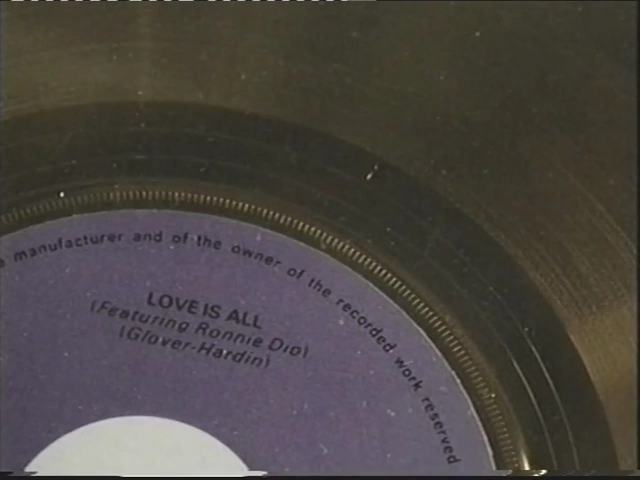 manufacturer and of the owner of the recorded work reserved
LOVE IS ALL
(Featuring Ronnie Dio)
(Glover-Hardin)